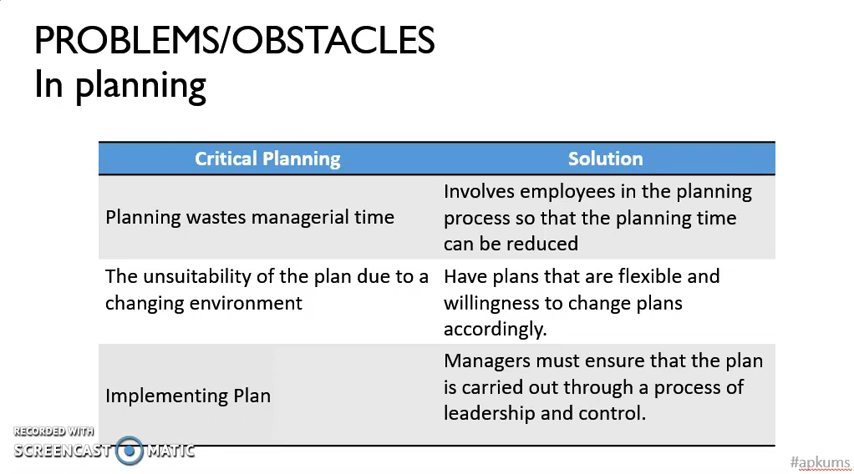 PROBLEMS/OBSTACLES
In planning
Critical Planning
Solution
Planning wastes managerial time
Involves employees in the planning
process so that the planning time
can be reduced
The unsuitability of the plan due to a
changing environment
Have plans that are flexible and
willingness to change plans
accordingly.
Implementing Plan
Managers must ensure that the plan
is carried out through a process of
leadership and control.
RECORDED WITH
SCREENCAST MATIC
#apkums